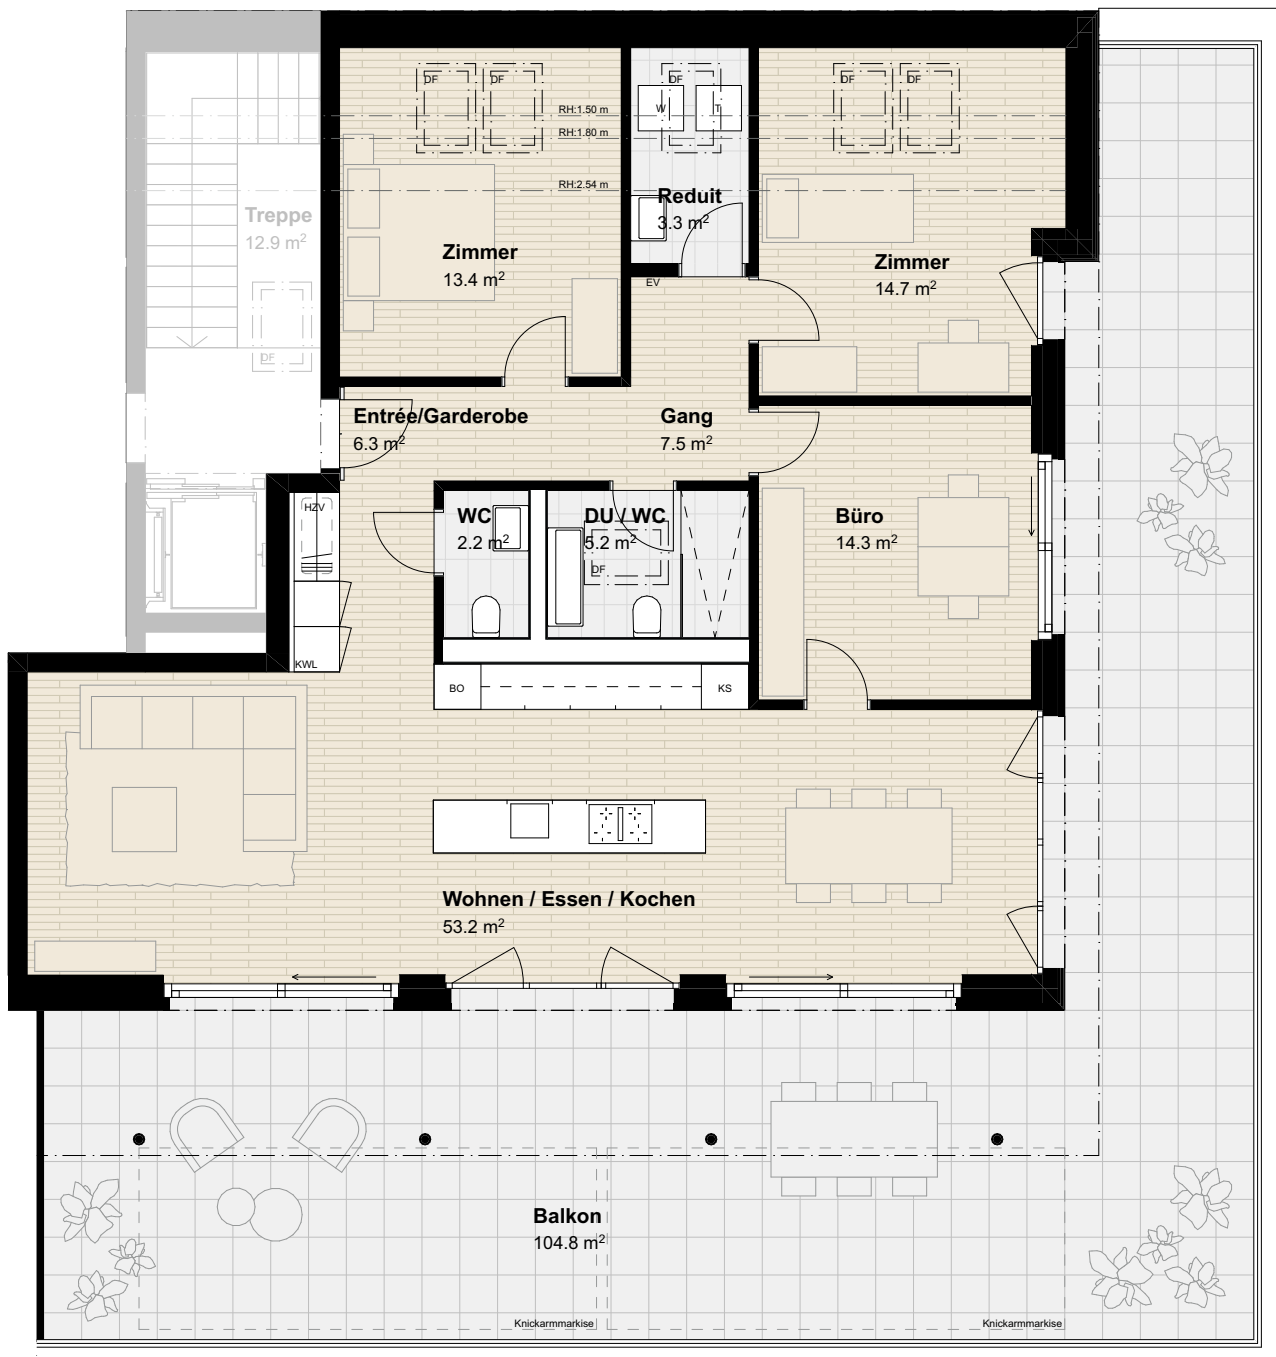 DF
DF
DF
DF
DF
RH:1.50 m
W
T
RH:1.80 m
RH:2.54 m
Reduit
3.3 m²
Treppe
12.9 m²
Zimmer
13.4 m²
Zimmer
14.7 m²
EV
DF
Entrée/Garderobe
6.3 m²
Gang
7.5 m²
HZV
WC
2.2 m²
DU / WC
5.2 m²
Büro
14.3 m²
DF
KWL
BO
KS
Wohnen / Essen / Kochen
53.2 m²
Balkon
104.8 m²
Knickarmmarkise
Knickarmmarkise